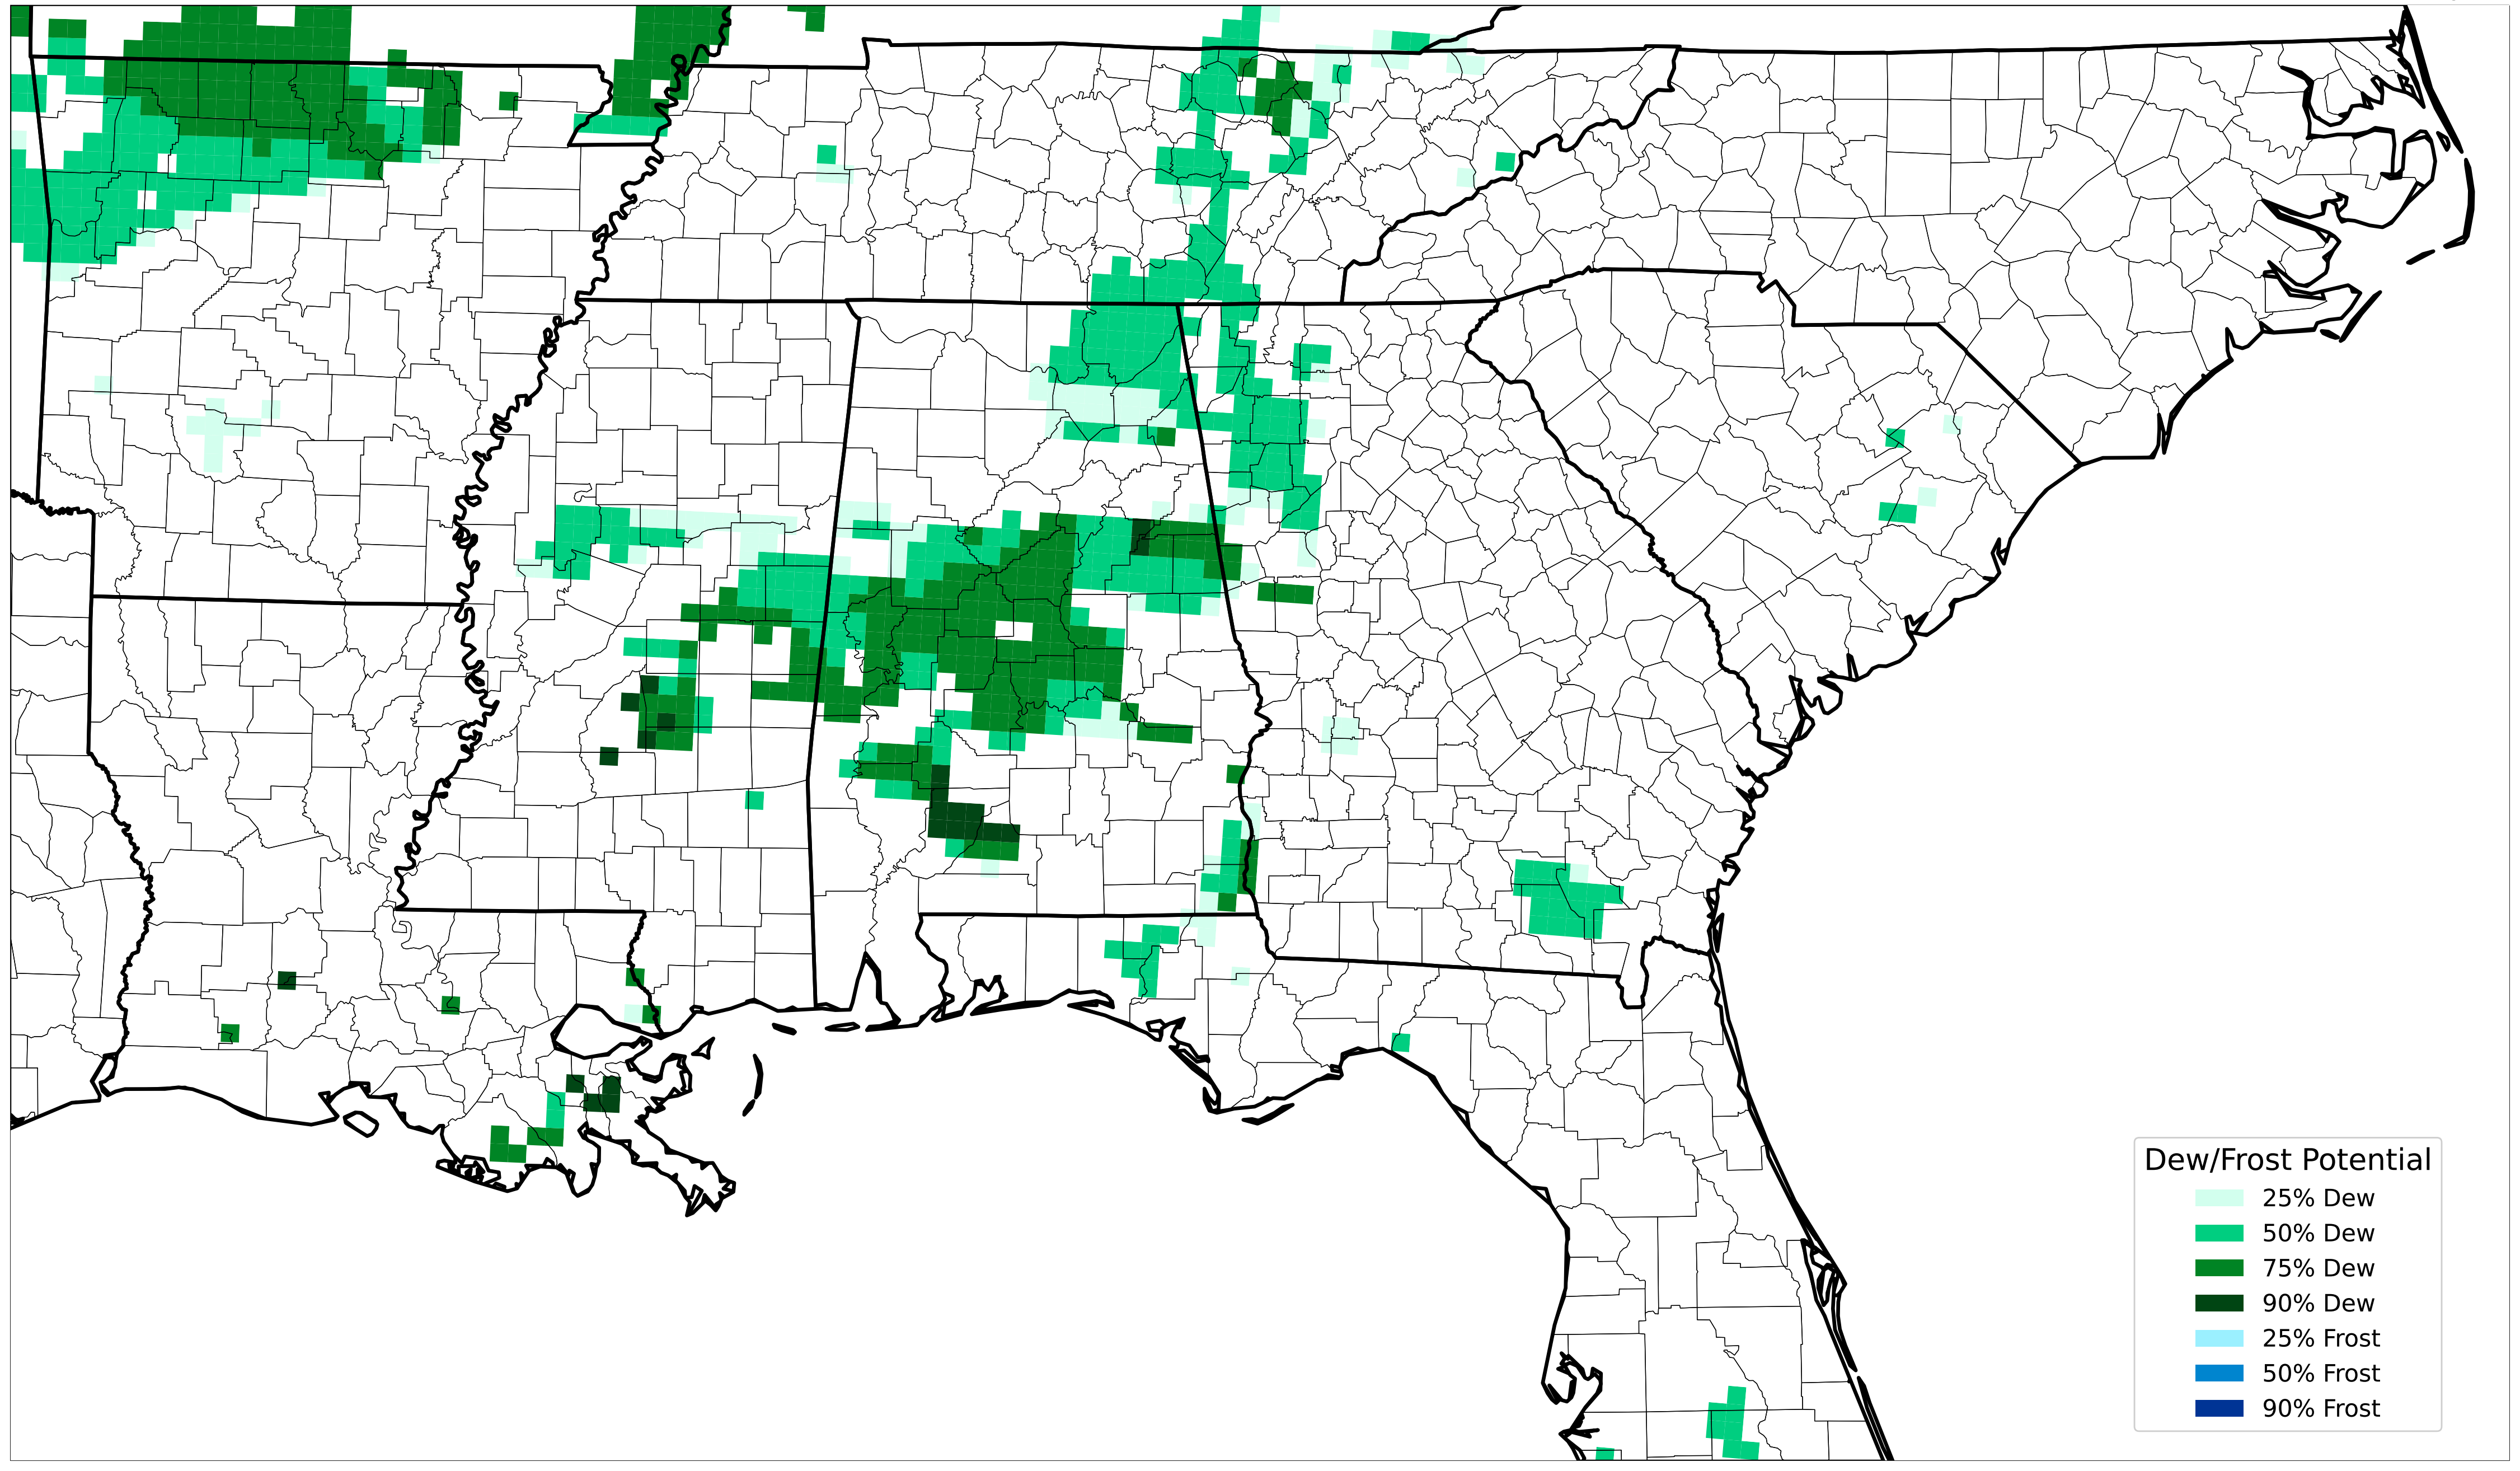 Dew/Frost Potential
25% Dew
50% Dew
75% Dew
90% Dew
25% Frost
50% Frost
90% Frost